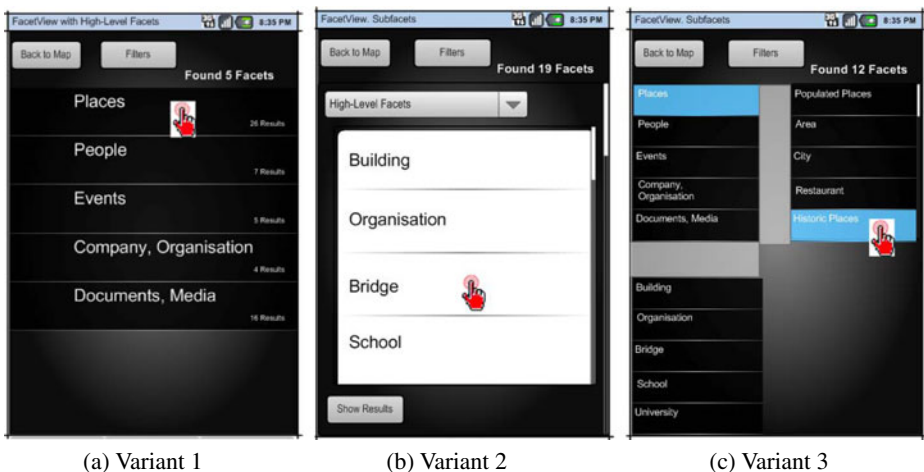 FacetView with High-Level Facets
8:35 PM
Back to Map
Filters
Found 5 Facets
Places
26 Results
People
7 Results
Events
5 Results
Company, Organisation
4 Results
Documents, Media
16 Results
(a) Variant 1
FacetView. Subfacets
8:35 PM
Back to Map
Filters
Found 19 Facets
High-Level Facets
Building
Organisation
Bridge
School
Show Results
(b) Variant 2
FacetView. Subfacets
8:35 PM
Back to Map
Filters
Found 12 Facets
Places
People
Events
Company,
Organisation
Documents, Media
Populated Places
Area
City
Restaurant
Historic Places
Building
Organisation
Bridge
School
University
(c) Variant 3